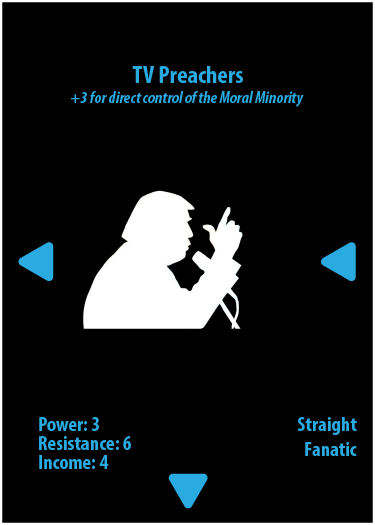 TV Preachers
+3 for direct control of the Moral Minority
Power: 3
Resistance: 6
Income: 4
Straight
Fanatic